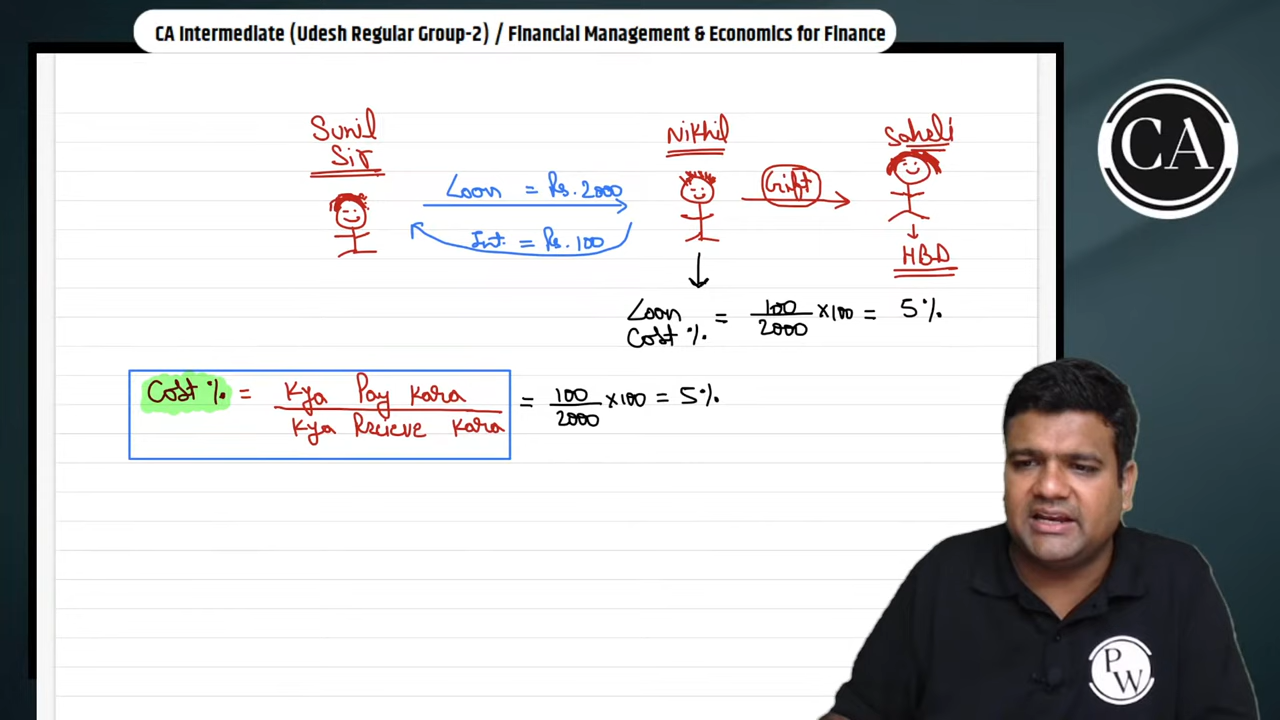 CA Intermediate (Udesh Regular Group-2) / Financial Management & Economics for Finance
CA
Sunil
Sir
Nikhil
Saheli
Loan = Rs. 2000
Gift
Int. = Rs. 100
HBD
Loan
Cost % = 100/2000 ×100 = 5%
Cost % = Kya Pay Kara / Kya Recieve Kara = 100/2000 ×100 = 5%
PW